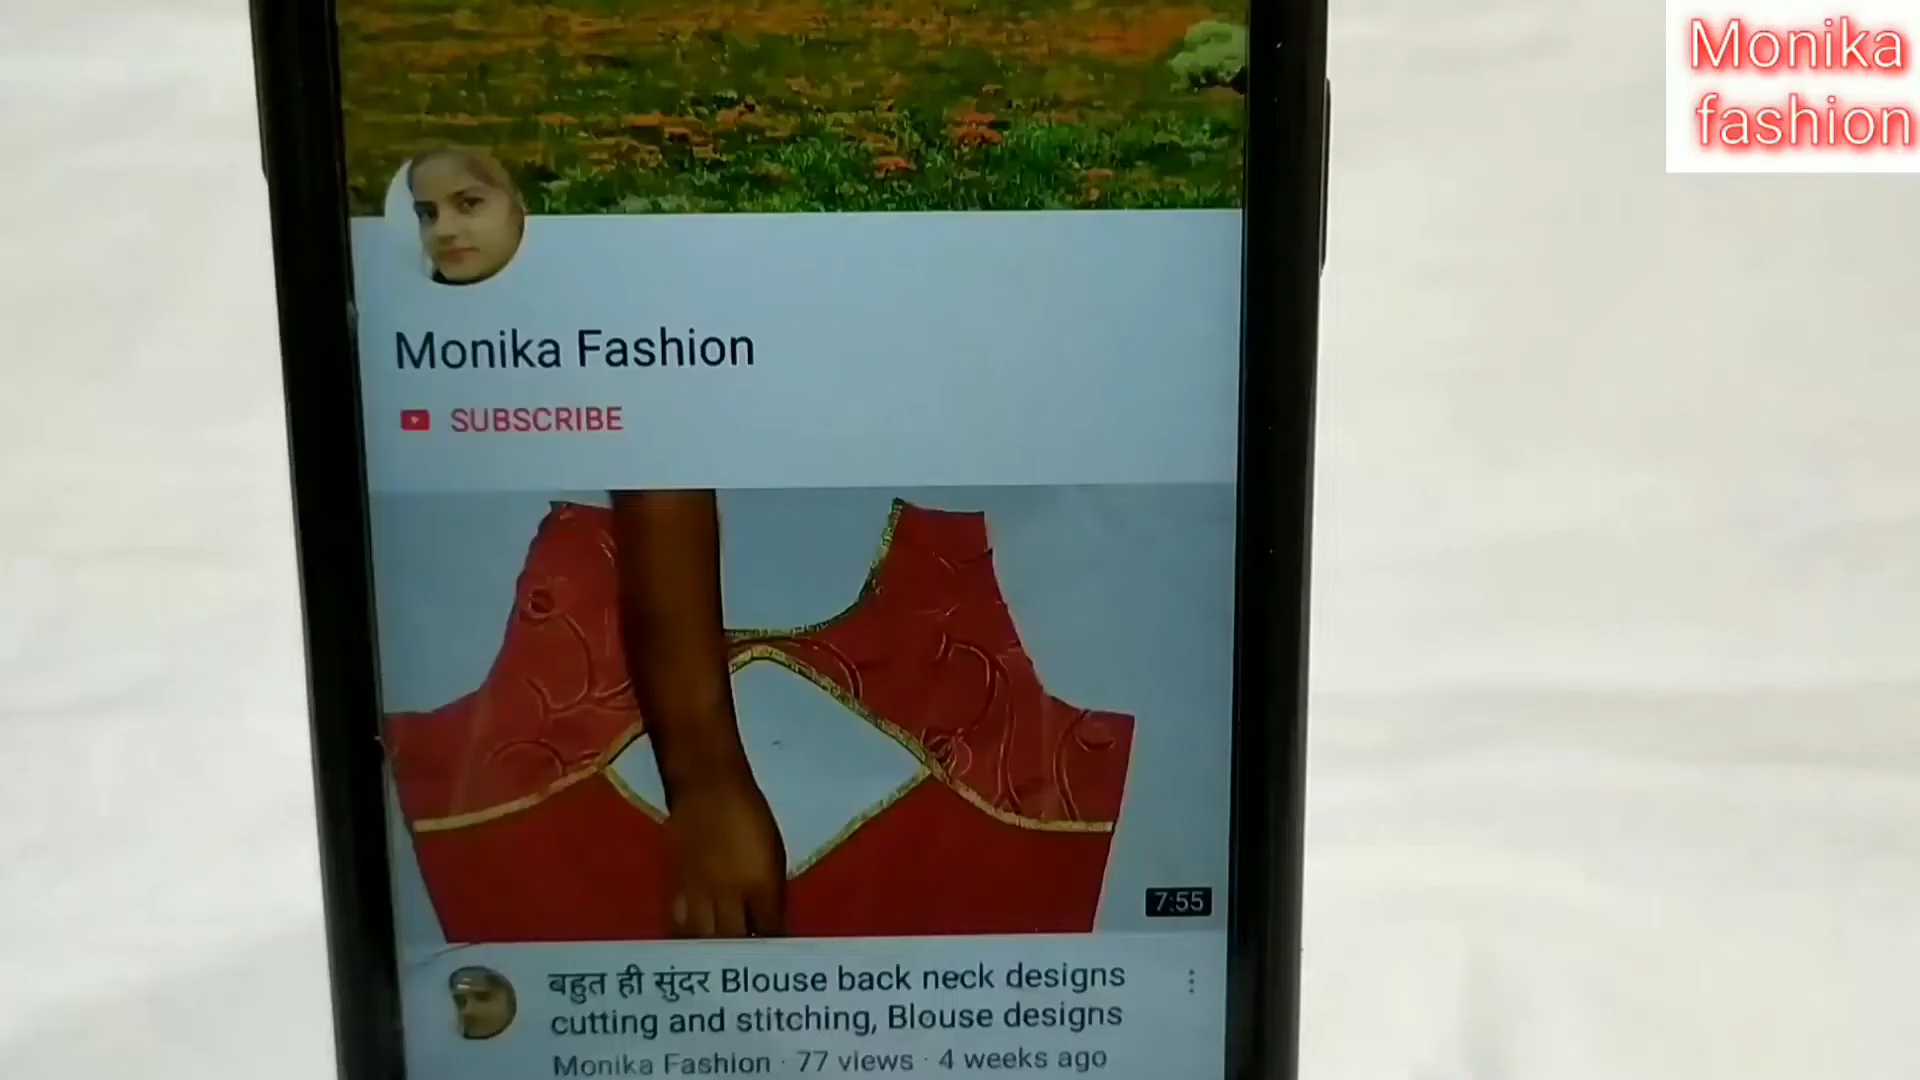 Monika
fashion
Monika Fashion
SUBSCRIBE
7:55
बहुत ही सुंदर Blouse back neck designs
cutting and stitching, Blouse designs
Monika Fashion · 77 views · 4 weeks ago